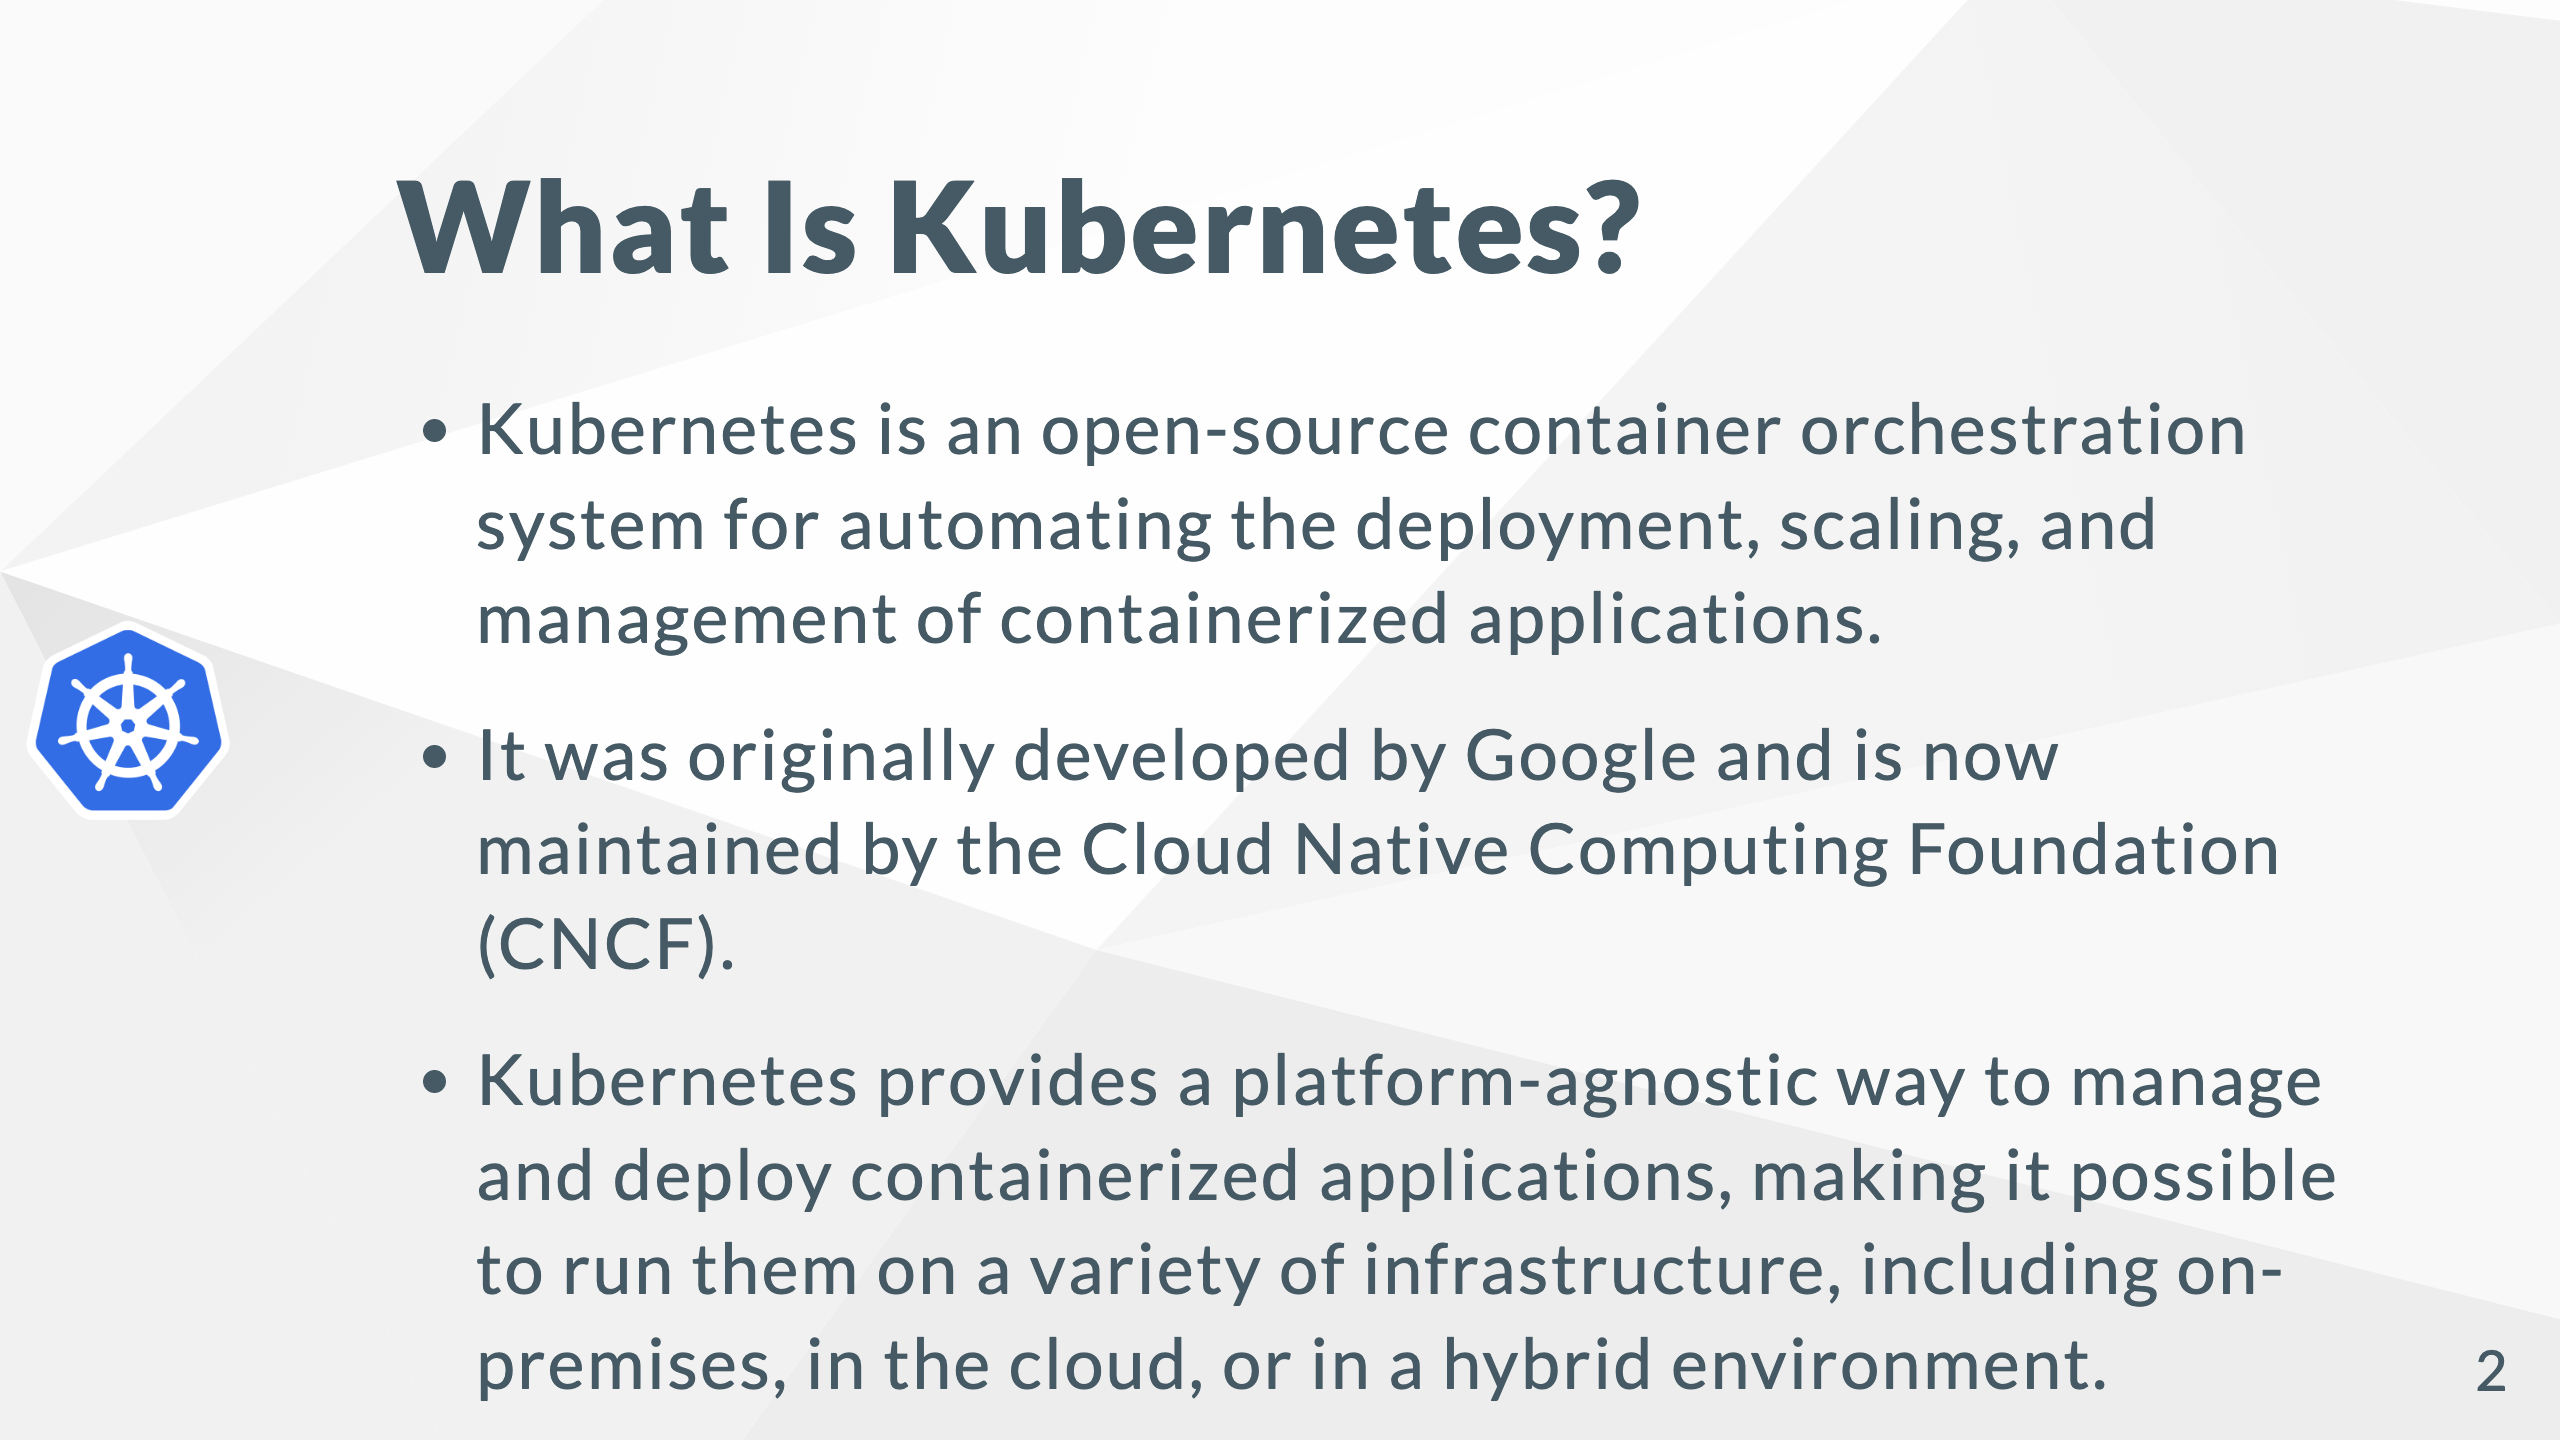 What Is Kubernetes?
• Kubernetes is an open-source container orchestration
system for automating the deployment, scaling, and
management of containerized applications.
• It was originally developed by Google and is now
maintained by the Cloud Native Computing Foundation
(CNCF).
• Kubernetes provides a platform-agnostic way to manage
and deploy containerized applications, making it possible
to run them on a variety of infrastructure, including on-
premises, in the cloud, or in a hybrid environment.
2